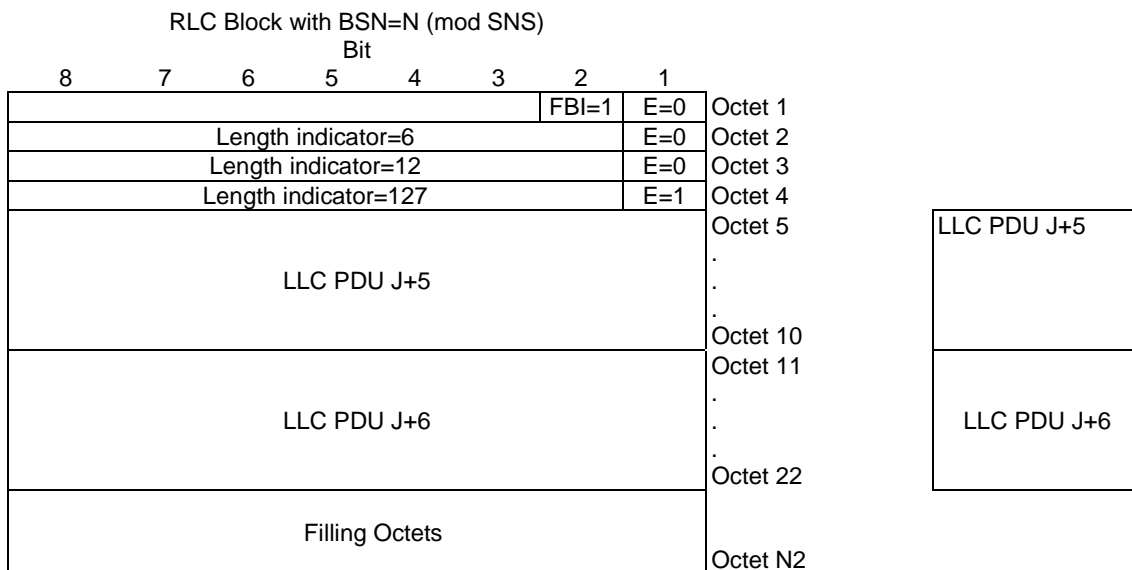 RLC Block with BSN=N (mod SNS)
Bit
8 7 6 5 4 3 2 1
FBI=1 E=0 Octet 1
Length indicator=6 E=0 Octet 2
Length indicator=12 E=0 Octet 3
Length indicator=127 E=1 Octet 4
Octet 5 LLC PDU J+5
.
LLC PDU J+5 .
.
Octet 10
Octet 11
.
LLC PDU J+6 . LLC PDU J+6
.
Octet 22
Filling Octets
Octet N2